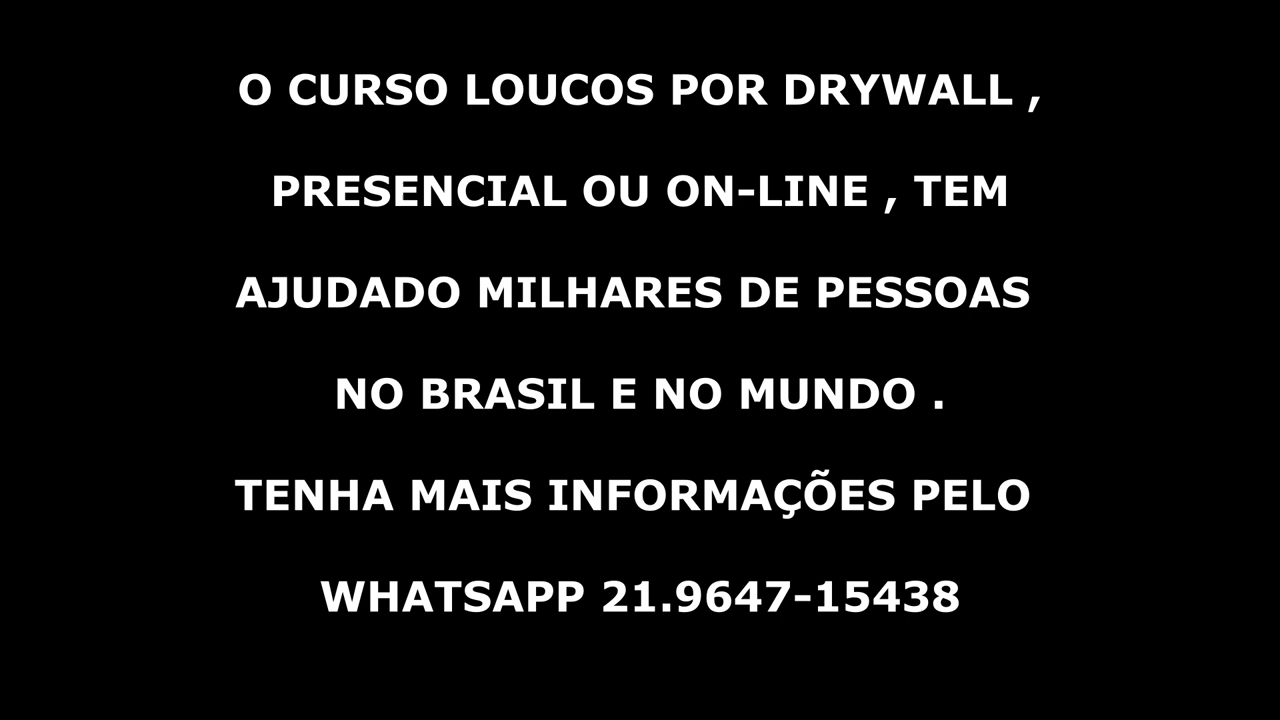 O CURSO LOUCOS POR DRYWALL ,
PRESENCIAL OU ON-LINE , TEM
AJUDADO MILHARES DE PESSOAS
NO BRASIL E NO MUNDO .
TENHA MAIS INFORMAÇÕES PELO
WHATSAPP 21.9647-15438